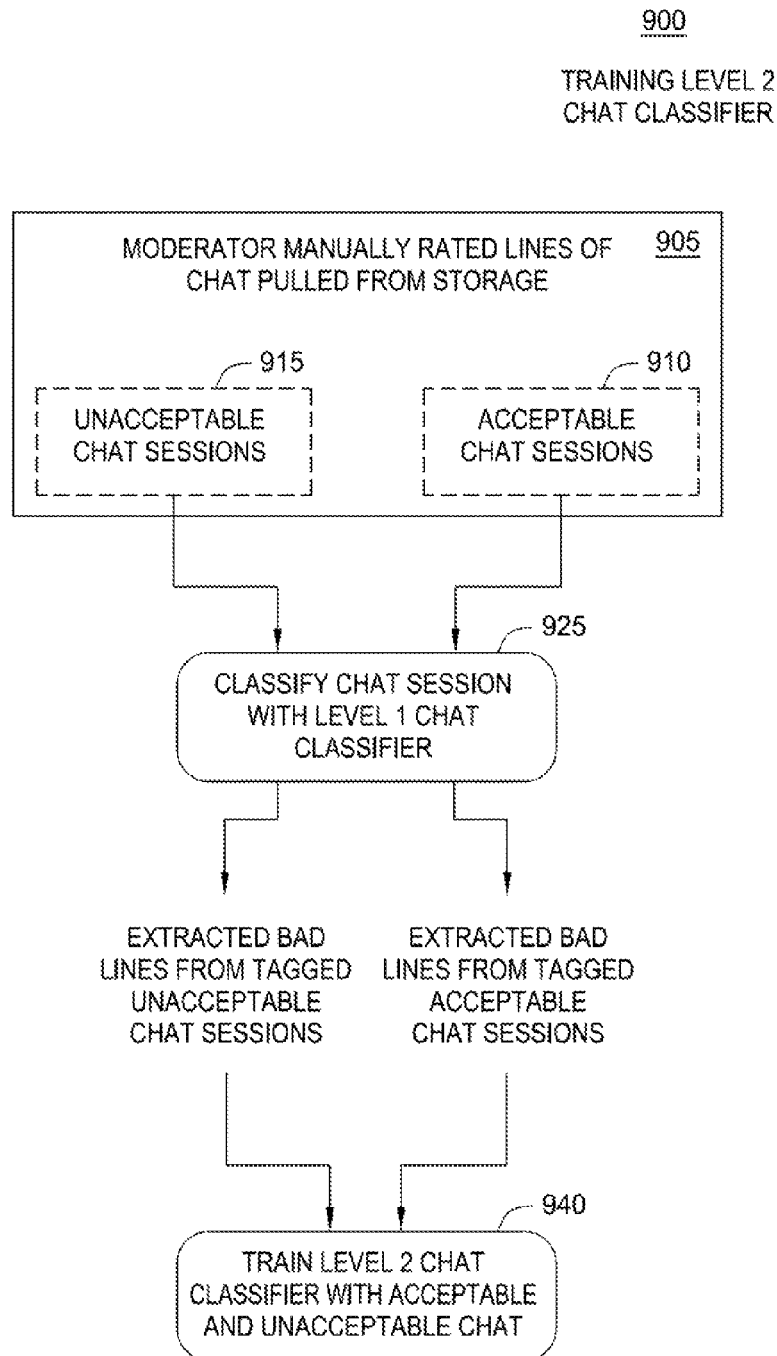 900
TRAINING LEVEL 2
CHAT CLASSIFIER
MODERATOR MANUALLY RATED LINES OF
CHAT PULLED FROM STORAGE
905
915
910
UNACCEPTABLE
CHAT SESSIONS
ACCEPTABLE
CHAT SESSIONS
925
CLASSIFY CHAT SESSION
WITH LEVEL 1 CHAT
CLASSIFIER
EXTRACTED BAD
LINES FROM TAGGED
UNACCEPTABLE
CHAT SESSIONS
EXTRACTED BAD
LINES FROM TAGGED
ACCEPTABLE
CHAT SESSIONS
940
TRAIN LEVEL 2 CHAT
CLASSIFIER WITH ACCEPTABLE
AND UNACCEPTABLE CHAT